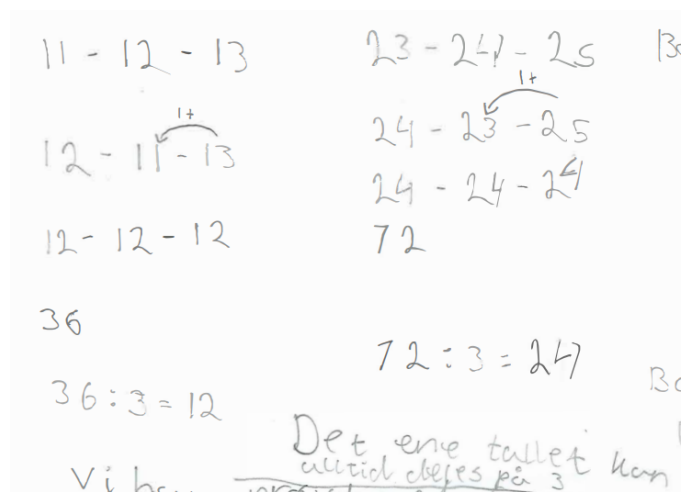 11 - 12 - 13
1+
12 - 11 - 13
12 - 12 - 12
36
36 : 3 = 12
23 - 24 - 25
1+
24 - 23 - 25
24 - 24 - 24
72
72 : 3 = 24
Det ene tallet kan
alltid deles på 3
Vi